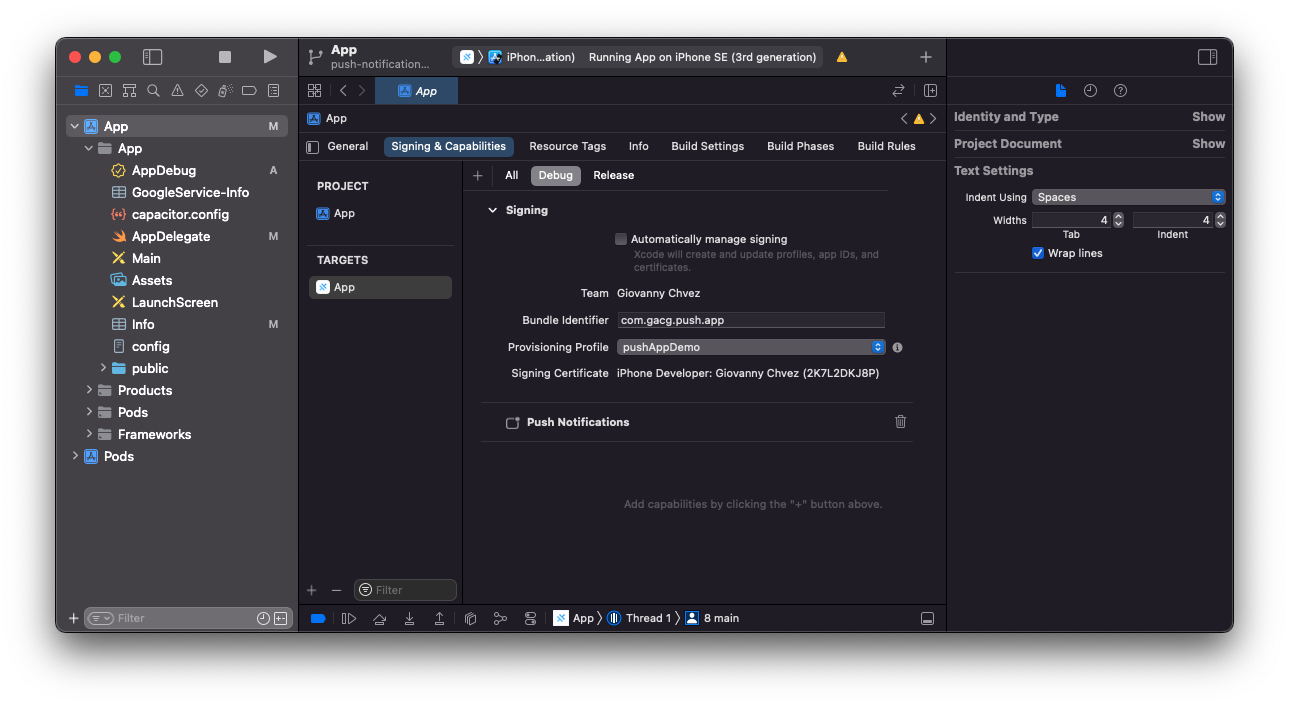 App
push-notification...
iPhon...ation)
Running App on iPhone SE (3rd generation)
App
App
M
App
AppDebug
A
GoogleService-Info
capacitor.config
AppDelegate
M
Main
Assets
LaunchScreen
Info
M
config
public
Products
Pods
Frameworks
Pods
Filter
App
General
Signing & Capabilities
Resource Tags
Info
Build Settings
Build Phases
Build Rules
PROJECT
App
TARGETS
App
Filter
All
Debug
Release
Signing
Automatically manage signing
Xcode will create and update profiles, app IDs, and
certificates.
Team Giovanny Chvez
Bundle Identifier com.gacg.push.app
Provisioning Profile pushAppDemo
Signing Certificate iPhone Developer: Giovanny Chvez (2K7L2DKJ8P)
Push Notifications
Add capabilities by clicking the "+" button above.
App
Thread 1
8 main
Identity and Type Show
Project Document Show
Text Settings
Indent Using Spaces
Widths 4 4
Tab Indent
Wrap lines